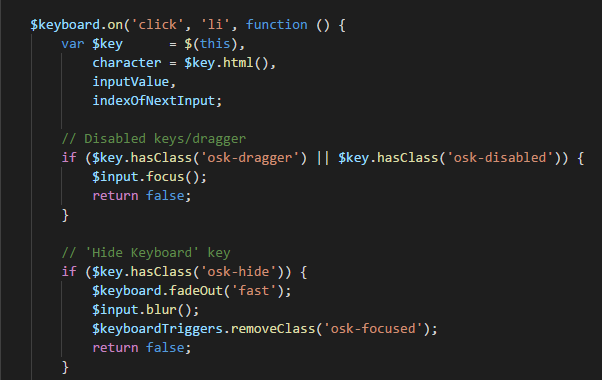 $keyboard.on('click', 'li', function () {
    var $key      = $(this),
        character = $key.html(),
        inputValue,
        indexOfNextInput;

    // Disabled keys/dragger
    if ($key.hasClass('osk-dragger') || $key.hasClass('osk-disabled')) {
        $input.focus();
        return false;
    }

    // 'Hide Keyboard' key
    if ($key.hasClass('osk-hide')) {
        $keyboard.fadeOut('fast');
        $input.blur();
        $keyboardTriggers.removeClass('osk-focused');
        return false;
    }